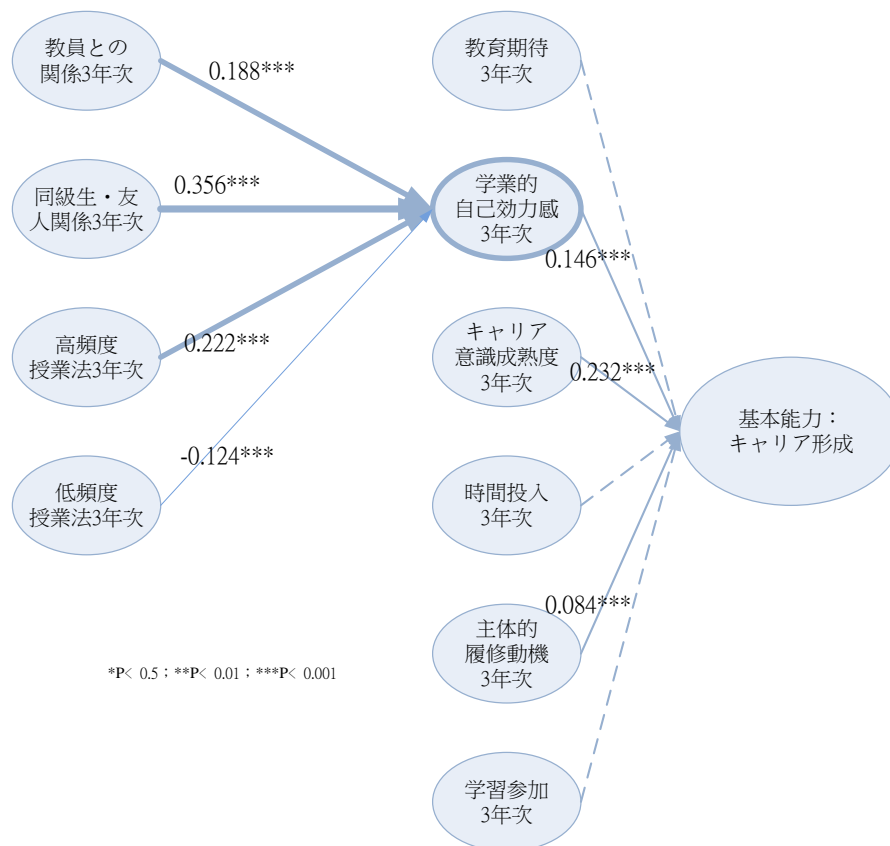 教員との
関係3年次
0.188***
同級生・友
人関係3年次
0.356***
高頻度
授業法3年次
0.222***
低頻度
授業法3年次
-0.124***
*P< 0.5；**P< 0.01；***P< 0.001
教育期待
3年次
学業的
自己効力感
3年次
0.146***
キャリア
意識成熟度
3年次
0.232***
時間投入
3年次
主体的
履修動機
3年次
0.084***
学習参加
3年次
基本能力：
キャリア形成